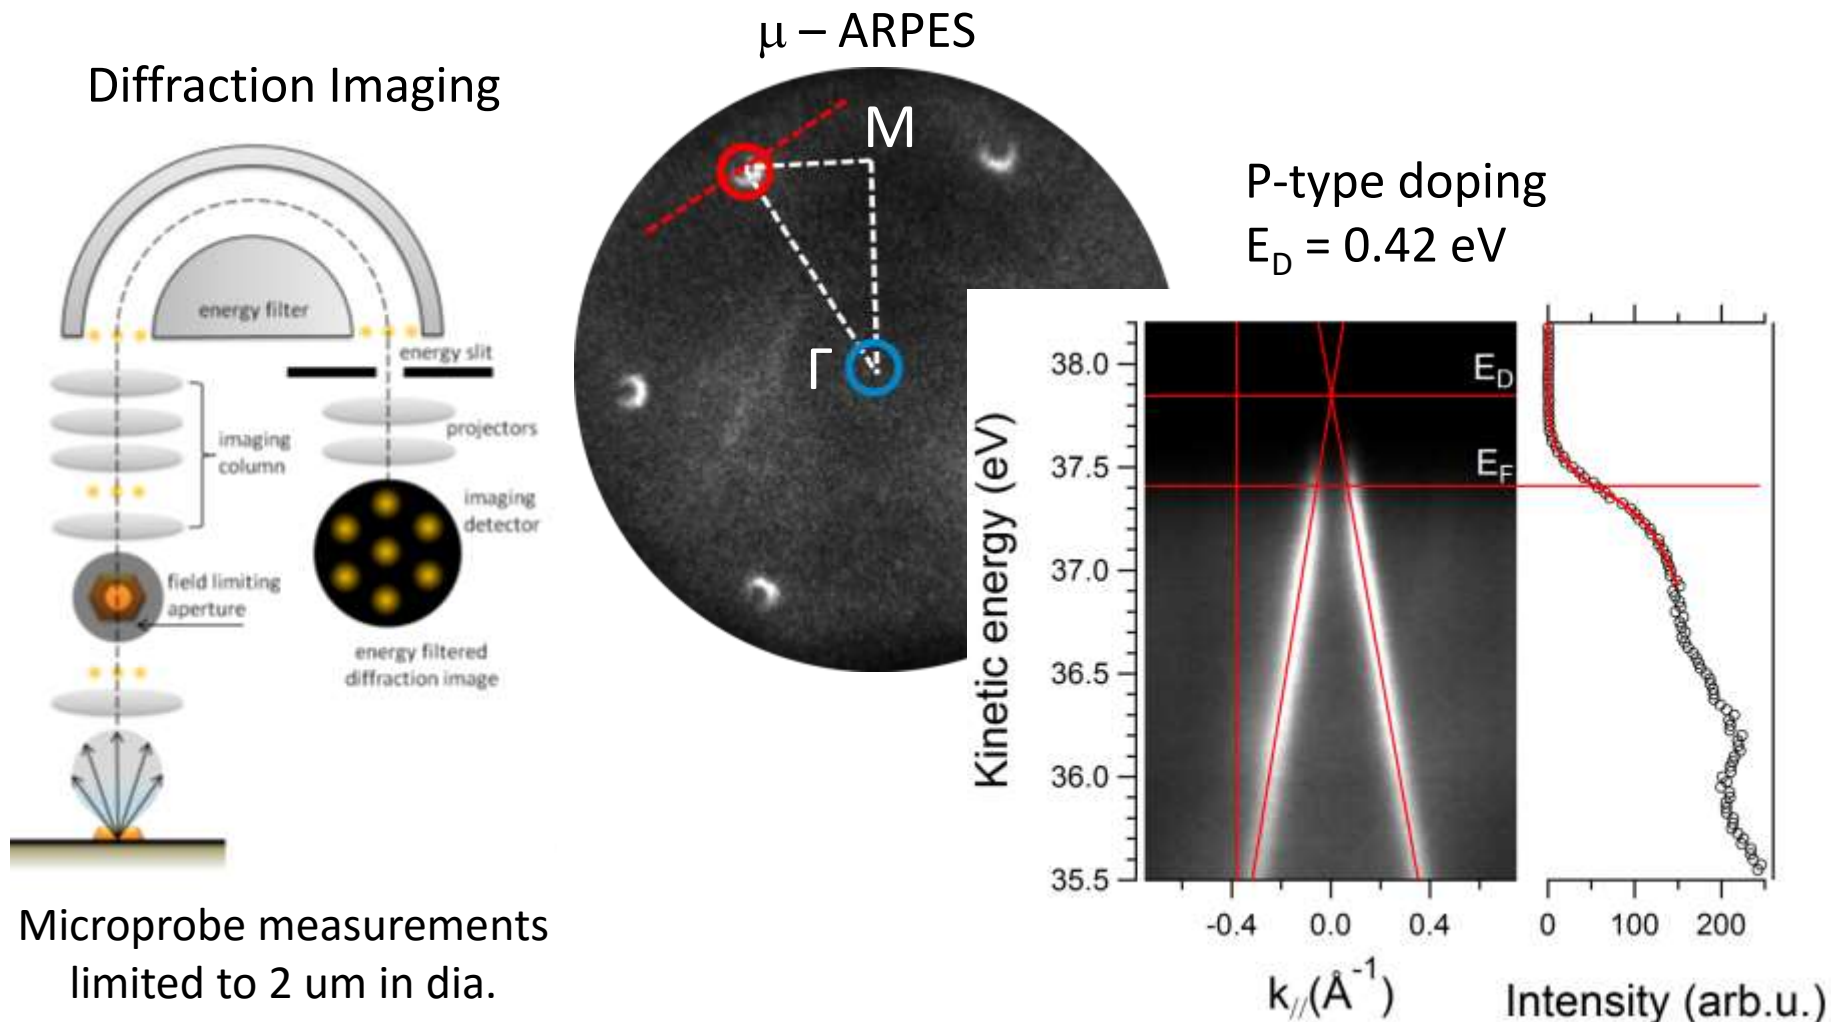 μ – ARPES
Diffraction Imaging
M
Γ
P-type doping
E_D = 0.42 eV
energy filter
energy slit
projectors
imaging
column
imaging
detector
field limiting
aperture
energy filtered
diffraction image
Microprobe measurements
limited to 2 um in dia.
E_D
E_F
Kinetic energy (eV)
38.0
37.5
37.0
36.5
36.0
35.5
-0.4 0.0 0.4
k_//(Å^-1)
0 100 200
Intensity (arb.u.)